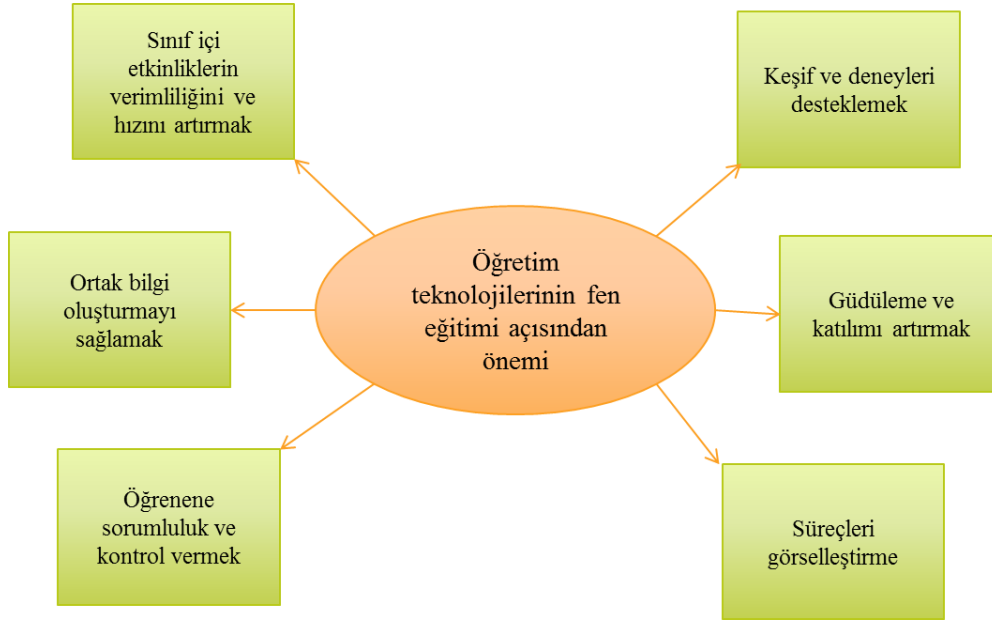 Sınıf içi
etkinliklerin
verimliliğini ve
hızını artırmak
Keşif ve deneyleri
desteklemek
Öğretim
teknolojilerinin fen
eğitimi açısından
önemi
Ortak bilgi
oluşturmayı
sağlamak
Güdüleme ve
katılımı artırmak
Öğrenene
sorumluluk ve
kontrol vermek
Süreçleri
görselleştirme